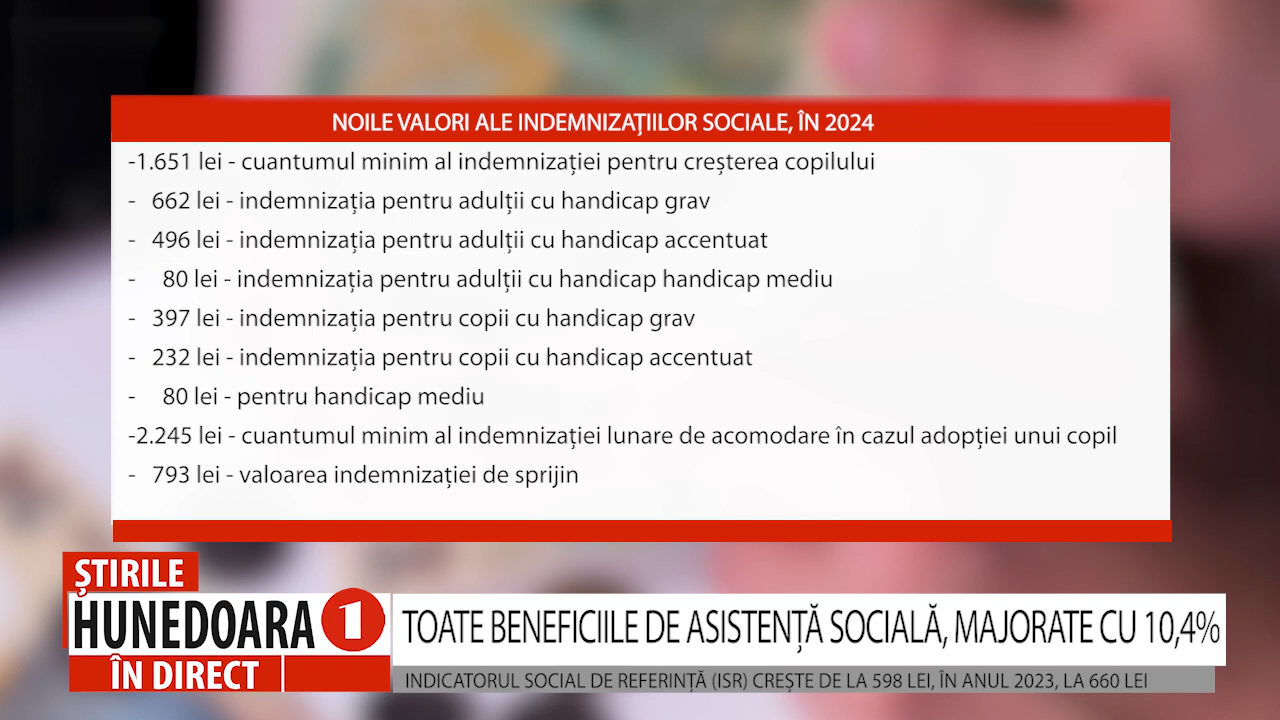 NOILE VALORI ALE INDEMNIZAȚIILOR SOCIALE, ÎN 2024
-1.651 lei - cuantumul minim al indemnizației pentru creșterea copilului
- 662 lei - indemnizația pentru adulții cu handicap grav
- 496 lei - indemnizația pentru adulții cu handicap accentuat
- 80 lei - indemnizația pentru adulții cu handicap handicap mediu
- 397 lei - indemnizația pentru copii cu handicap grav
- 232 lei - indemnizația pentru copii cu handicap accentuat
- 80 lei - pentru handicap mediu
-2.245 lei - cuantumul minim al indemnizației lunare de acomodare în cazul adopției unui copil
- 793 lei - valoarea indemnizației de sprijin
ȘTIRILE
HUNEDOARA 1
ÎN DIRECT
TOATE BENEFICIILE DE ASISTENȚĂ SOCIALĂ, MAJORATE CU 10,4%
INDICATORUL SOCIAL DE REFERINȚĂ (ISR) CREȘTE DE LA 598 LEI, ÎN ANUL 2023, LA 660 LEI